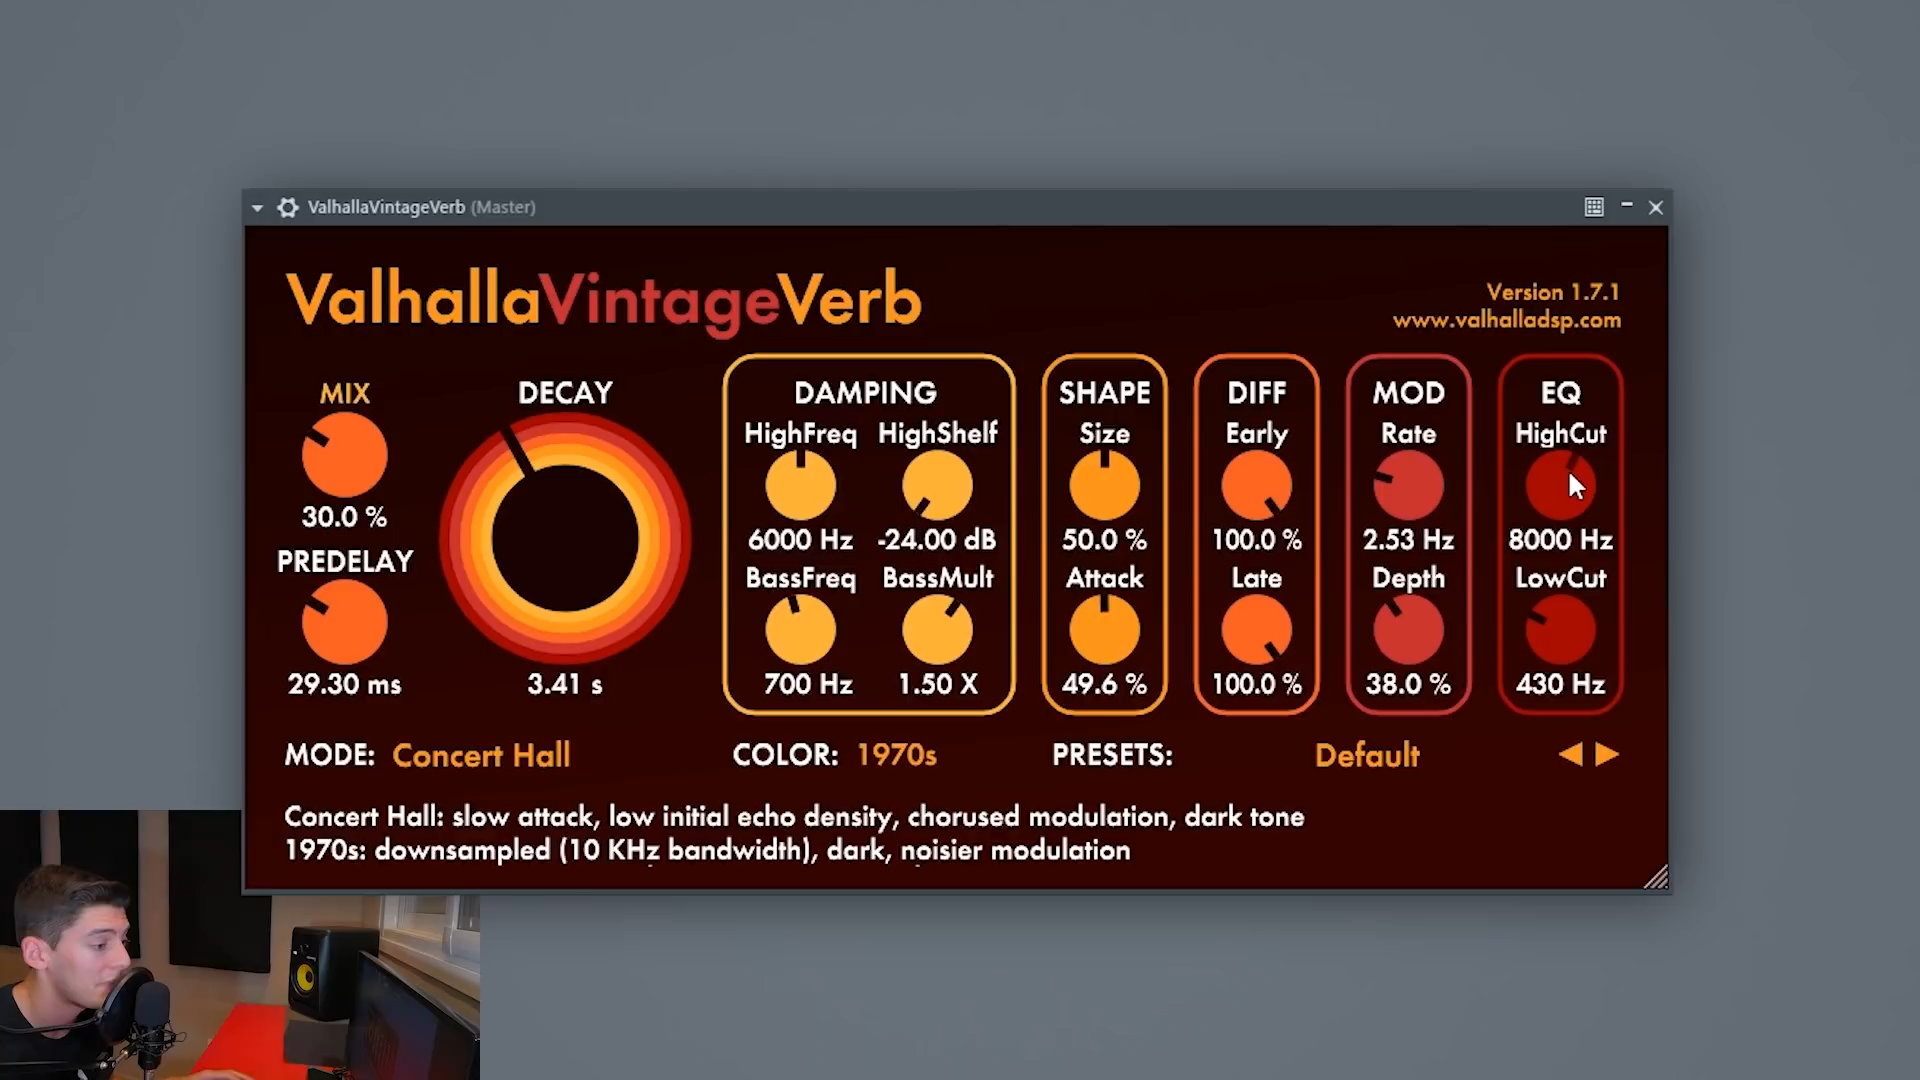 ValhallaVintageVerb (Master)
ValhallaVintageVerb
Version 1.7.1
www.valhalladsp.com
MIX
30.0 %
PREDELAY
29.30 ms
DECAY
3.41 s
DAMPING
HighFreq HighShelf
6000 Hz -24.00 dB
BassFreq BassMult
700 Hz 1.50 X
SHAPE
Size
50.0 %
Attack
49.6 %
DIFF
Early
100.0 %
Late
100.0 %
MOD
Rate
2.53 Hz
Depth
38.0 %
EQ
HighCut
8000 Hz
LowCut
430 Hz
MODE: Concert Hall COLOR: 1970s PRESETS: Default
Concert Hall: slow attack, low initial echo density, chorused modulation, dark tone
1970s: downsampled (10 KHz bandwidth), dark, noisier modulation